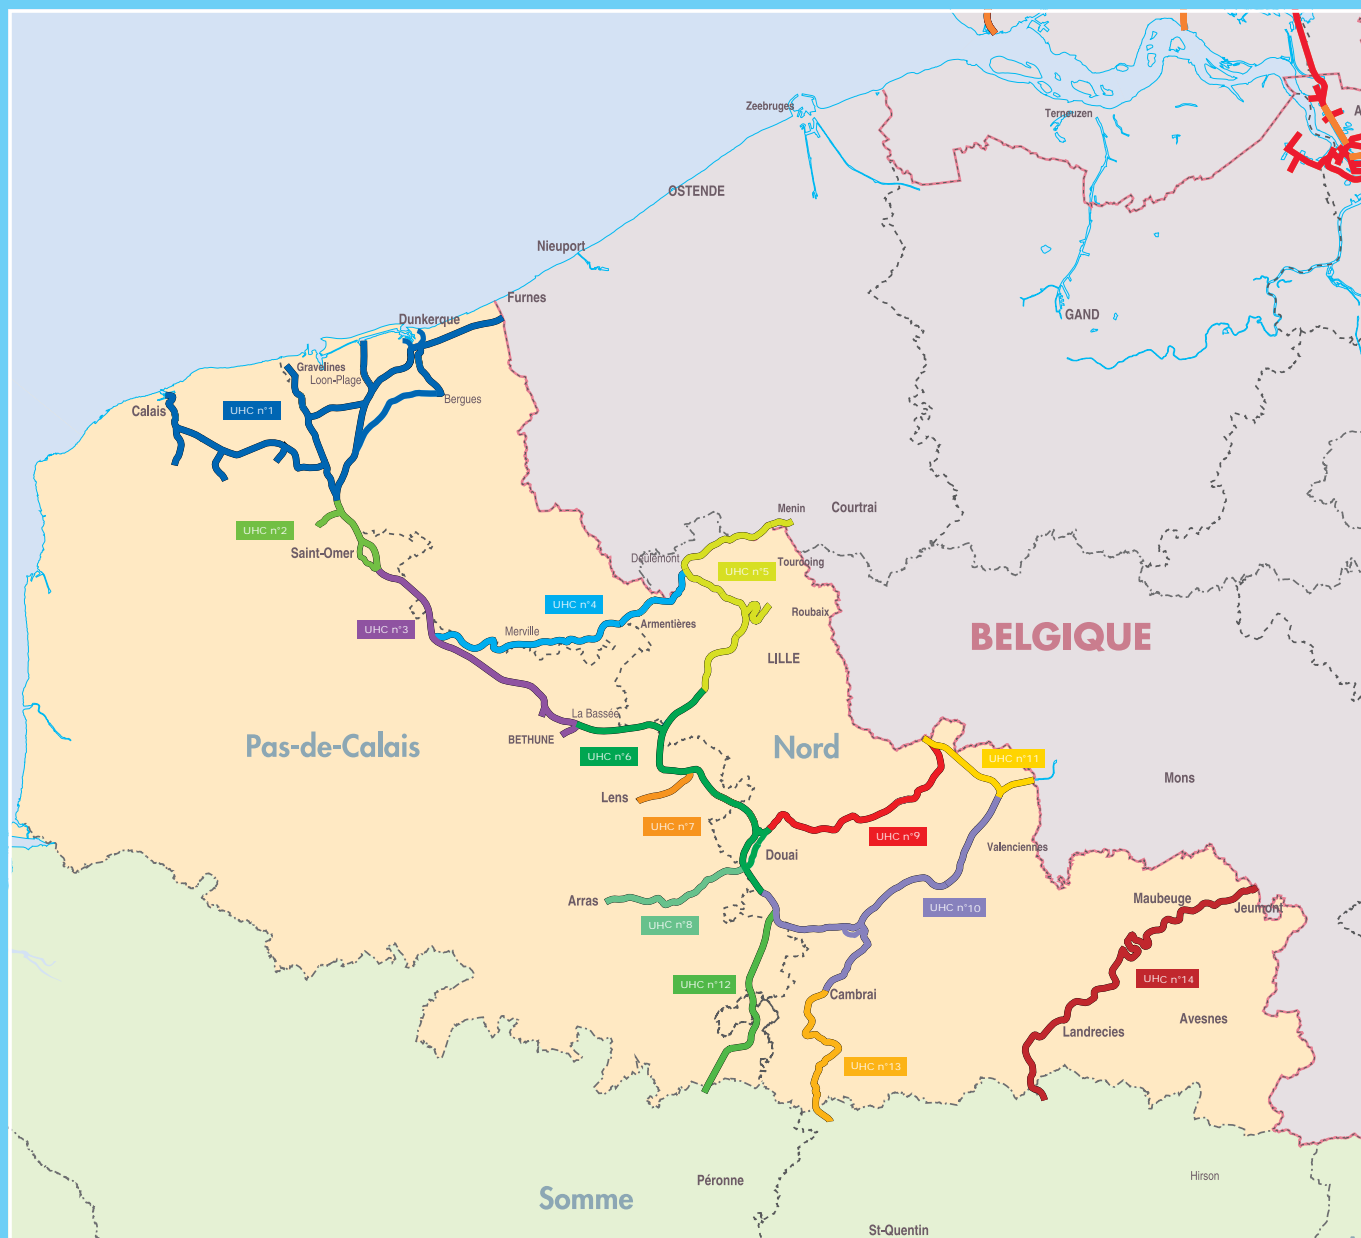 Zeebruges
Terneuzen
A
OSTENDE
Nieuport
Furnes
GAND
Dunkerque
Gravelines
Loon-Plage
Bergues
Calais
UHC n°1
Menin
Courtrai
UHC n°2
Saint-Omer
Deûlemont
Tourcoing
UHC n°5
UHC n°4
Roubaix
Armentières
UHC n°3
Merville
BELGIQUE
LILLE
La Bassée
BETHUNE
Pas-de-Calais
Nord
UHC n°6
UHC n°11
Mons
Lens
UHC n°7
UHC n°9
Valenciennes
Douai
Arras
Maubeuge
Jeumont
UHC n°10
UHC n°8
UHC n°12
UHC n°14
Cambrai
Avesnes
Landrecies
UHC n°13
Péronne
Hirson
Somme
St-Quentin